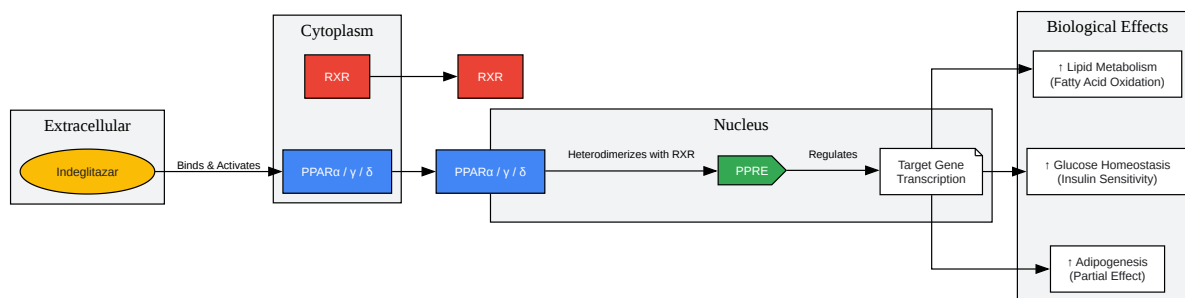 Extracellular
Indeglitazar
Binds & Activates
Cytoplasm
RXR
PPARα / γ / δ
RXR
PPARα / γ / δ
Nucleus
Heterodimerizes with RXR
PPRE
Regulates
Target Gene
Transcription
Biological Effects
↑ Lipid Metabolism
(Fatty Acid Oxidation)
↑ Glucose Homeostasis
(Insulin Sensitivity)
↑ Adipogenesis
(Partial Effect)